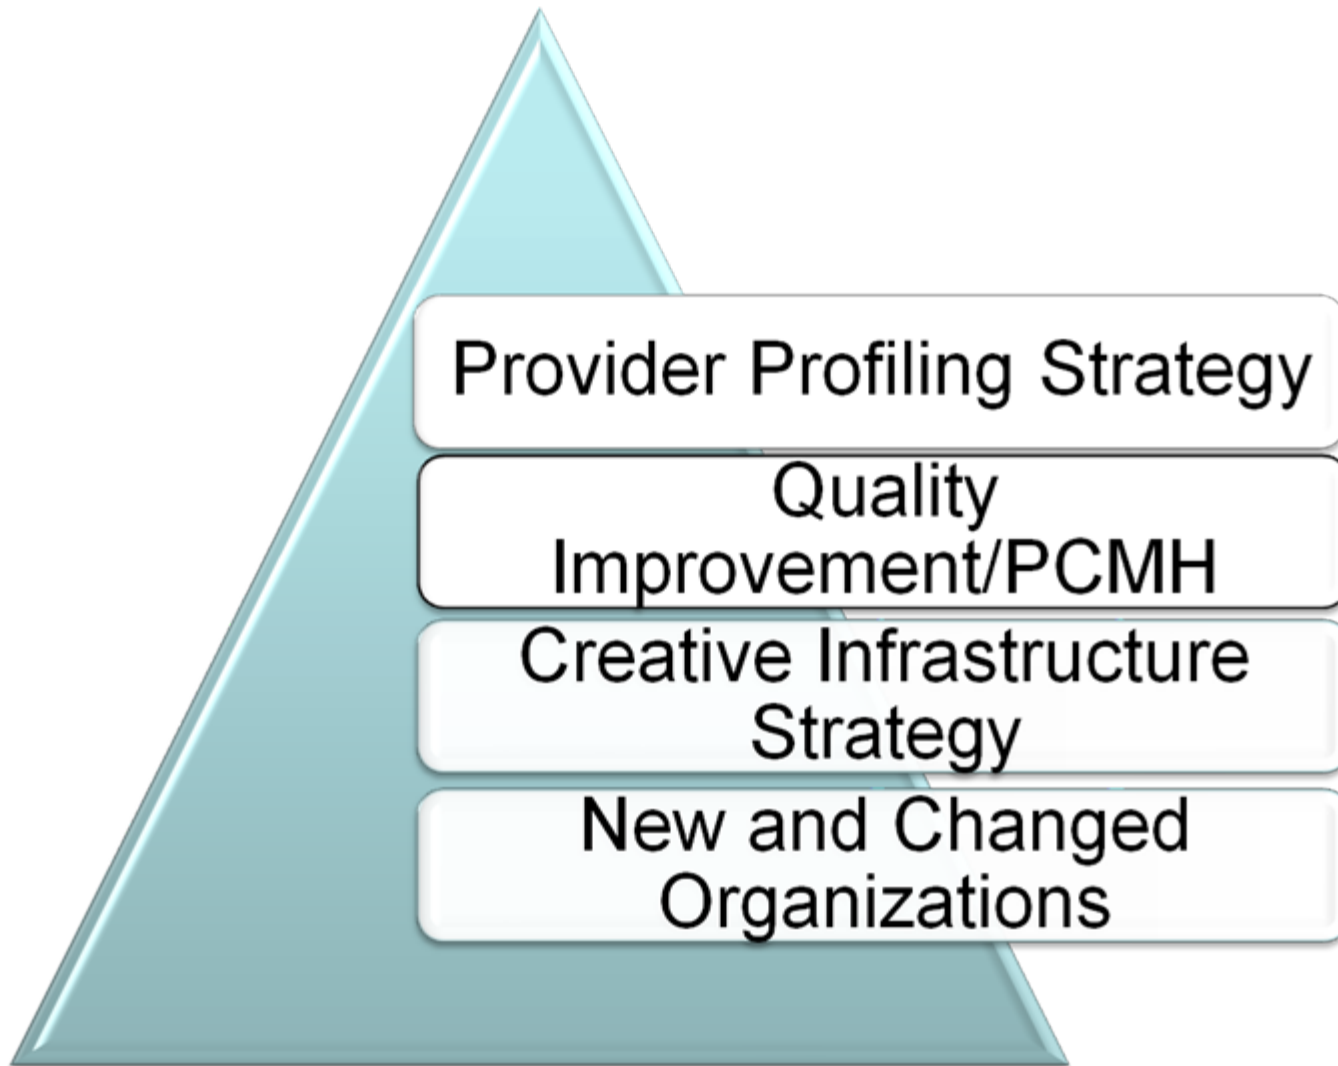 Provider Profiling Strategy
Quality
Improvement/PCMH
Creative Infrastructure
Strategy
New and Changed
Organizations